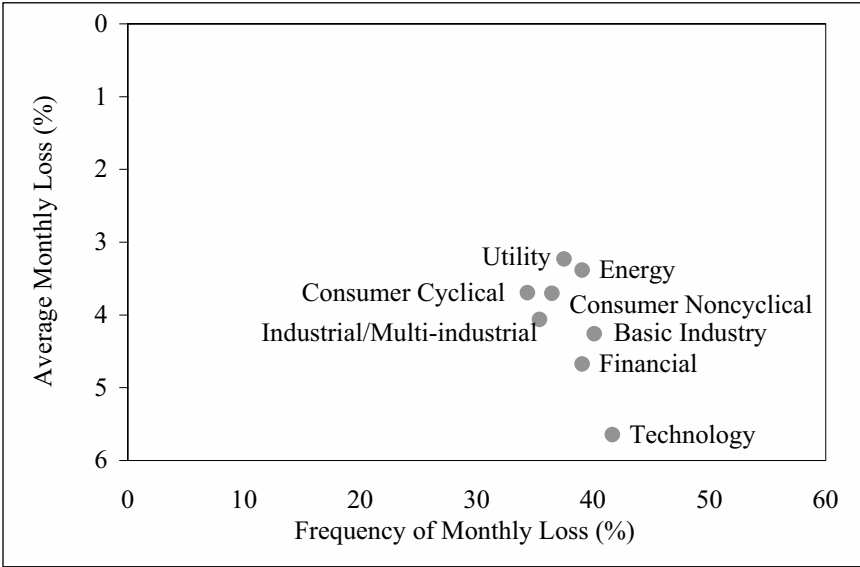 0
1
2
3
4
5
6
Average Monthly Loss (%)
Utility
Energy
Consumer Cyclical
Consumer Noncyclical
Industrial/Multi-industrial
Basic Industry
Financial
Technology
0 10 20 30 40 50 60
Frequency of Monthly Loss (%)